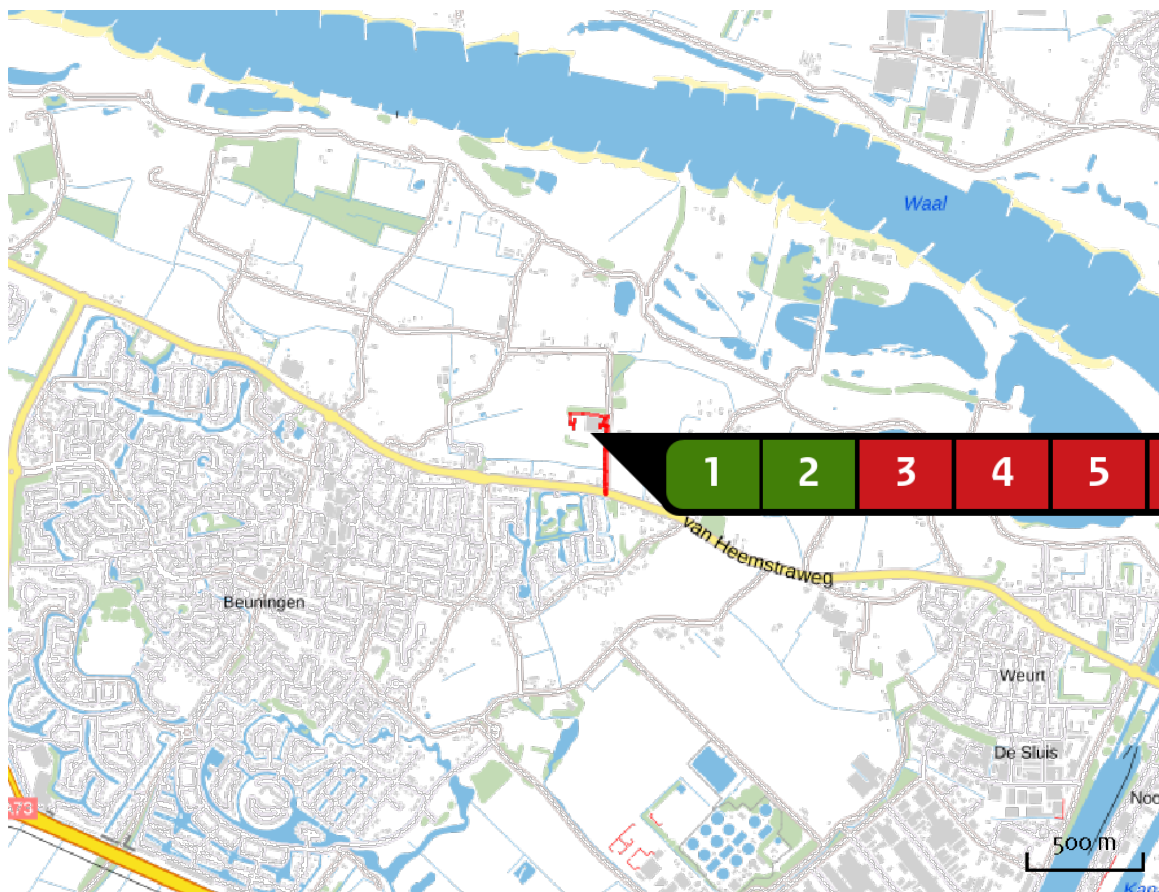 Waal
1 2 3 4 5
van Heemstraweg
Beuningen
Weurt
De Sluis
500 m